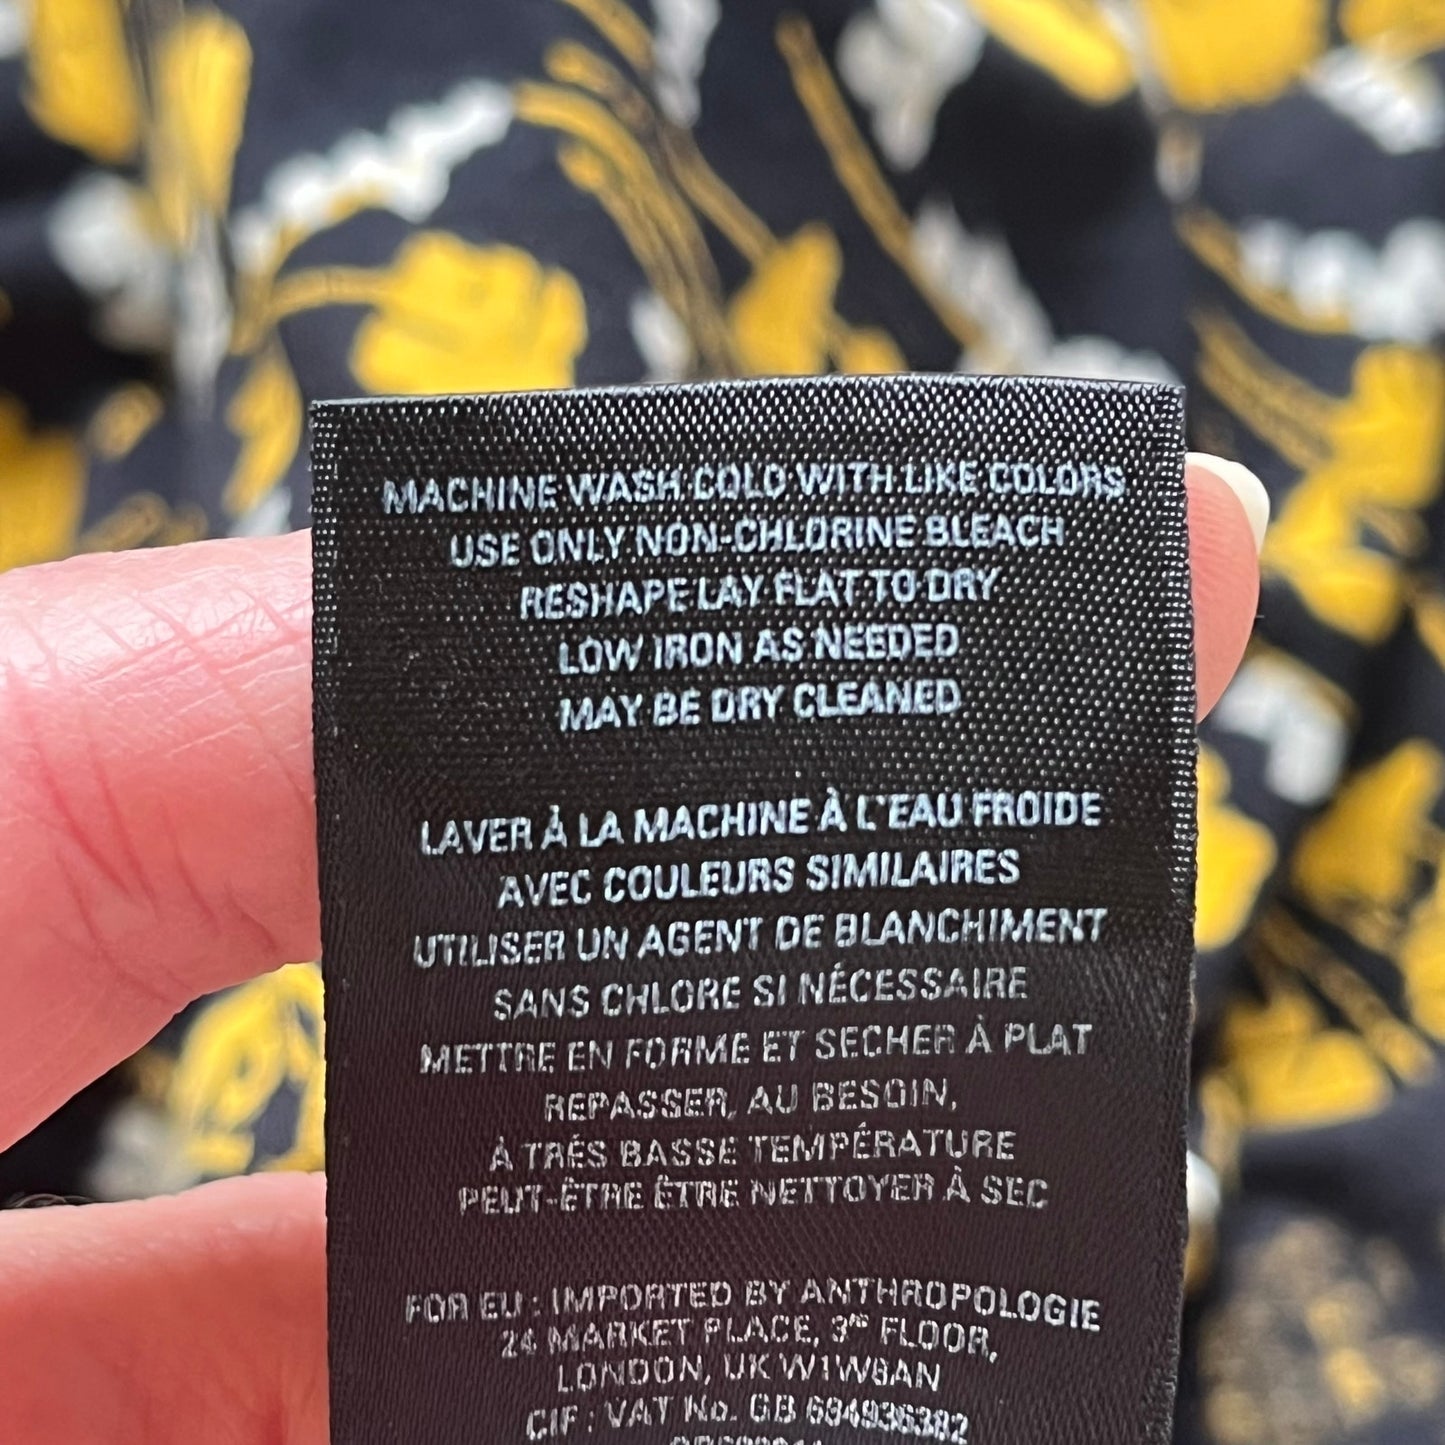 MACHINE WASH COLD WITH LIKE COLORS
USE ONLY NON-CHLORINE BLEACH
RESHAPE LAY FLAT TO DRY
LOW IRON AS NEEDED
MAY BE DRY CLEANED
LAVER À LA MACHINE À L'EAU FROIDE
AVEC COULEURS SIMILAIRES
UTILISER UN AGENT DE BLANCHIMENT
SANS CHLORE SI NÉCESSAIRE
METTRE EN FORME ET SECHER À PLAT
REPASSER, AU BESOIN,
À TRÉS BASSE TEMPÉRATURE
PEUT-ÊTRE ÊTRE NETTOYER À SEC
FOR EU : IMPORTED BY ANTHROPOLOGIE
24 MARKET PLACE, 3RD FLOOR,
LONDON, UK W1W8AN
CIF : VAT No. GB 684936382